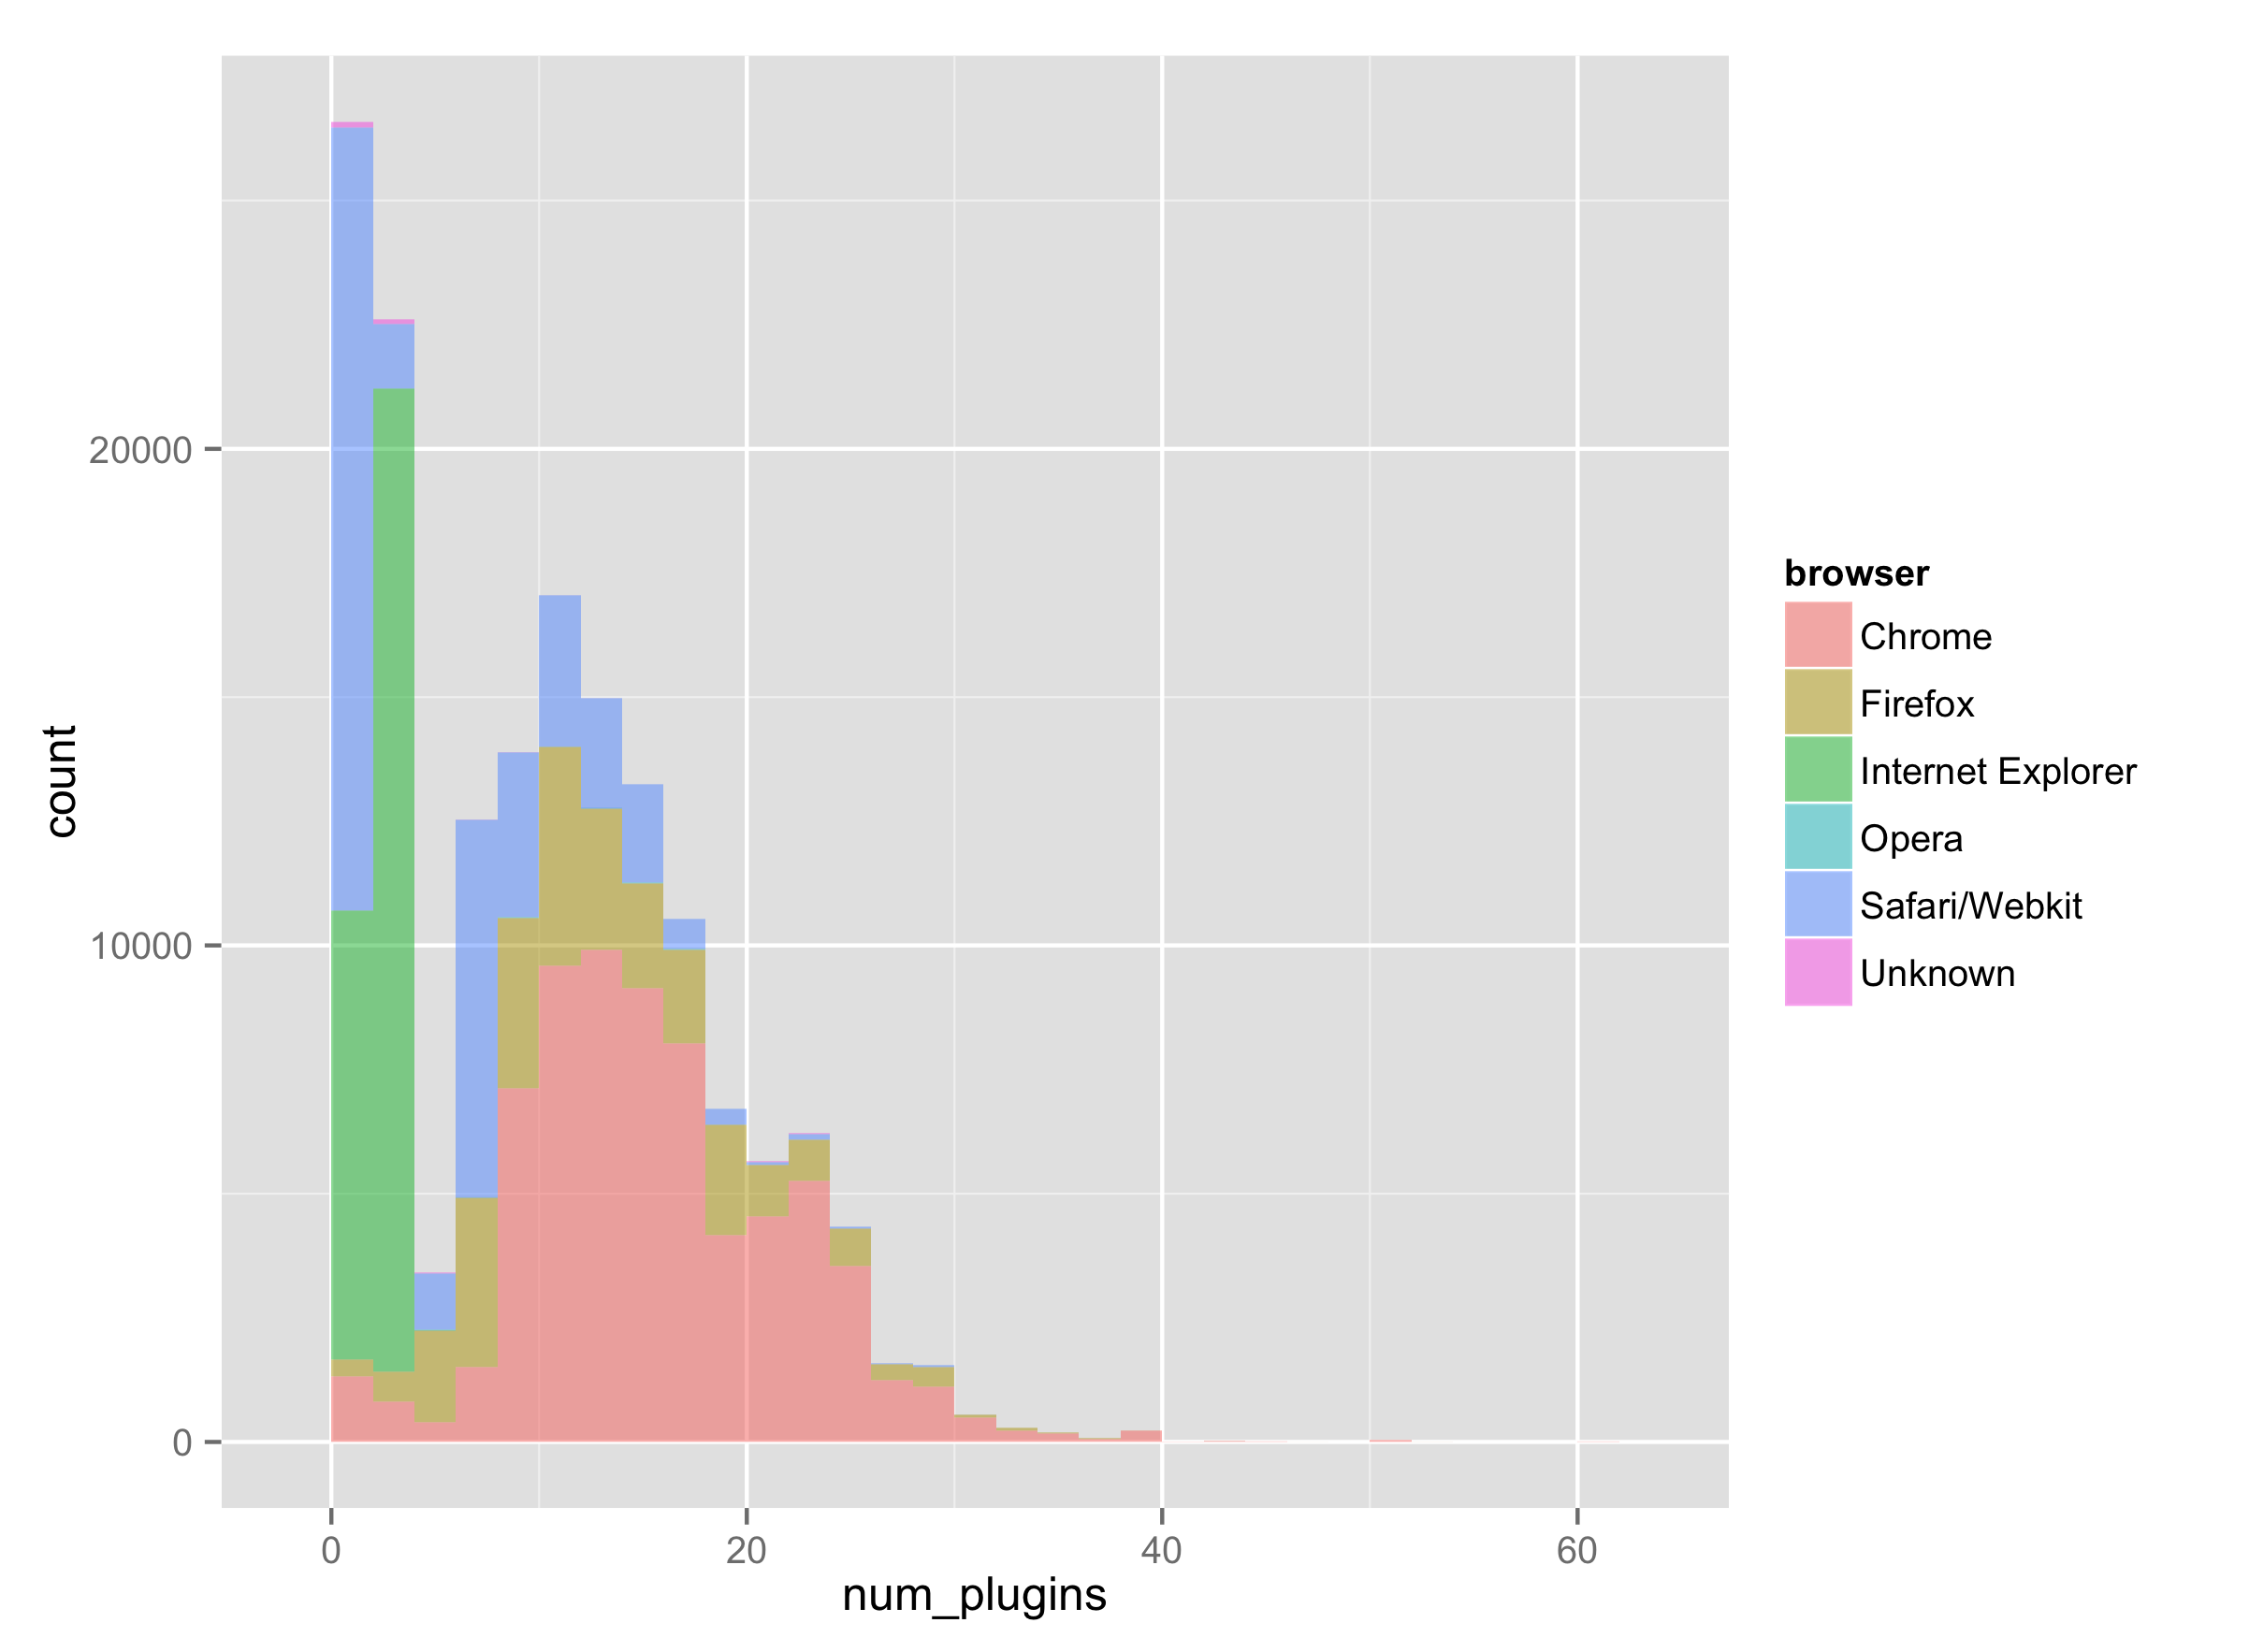 count
20000
10000
0
0
20
40
60
num_plugins
browser
Chrome
Firefox
Internet Explorer
Opera
Safari/Webkit
Unknown